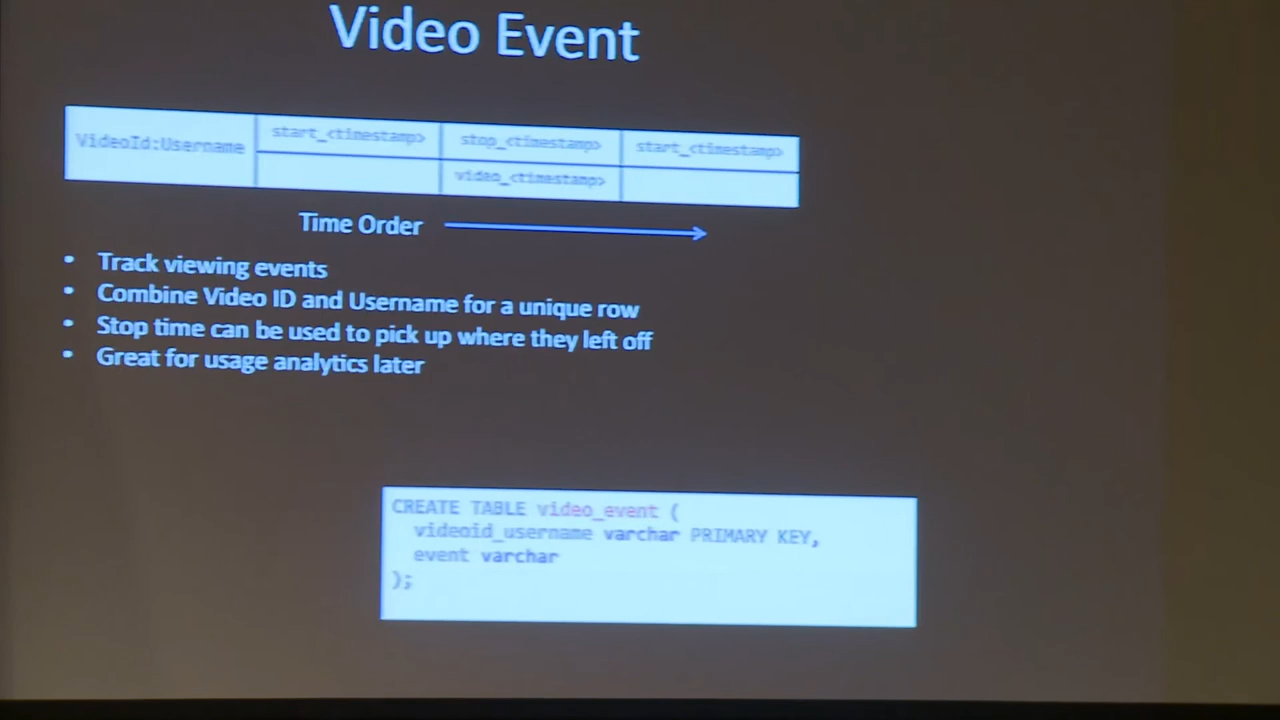 Video Event
VideoId:Username
start_<timestamp>
stop_<timestamp>
start_<timestamp>
video_<timestamp>
Time Order
• Track viewing events
• Combine Video ID and Username for a unique row
• Stop time can be used to pick up where they left off
• Great for usage analytics later
CREATE TABLE video_event (
videoid_username varchar PRIMARY KEY,
event varchar
);